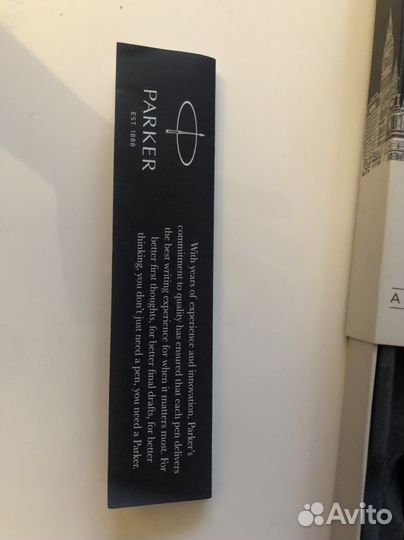 PARKER
EST. 1888
With years of experience and innovation, Parker's
commitment to quality has ensured that each pen delivers
the best writing experience for when it matters most. For
better first thoughts, for better final drafts, for better
thinking, you don't just need a pen, you need a Parker.
A
Avito